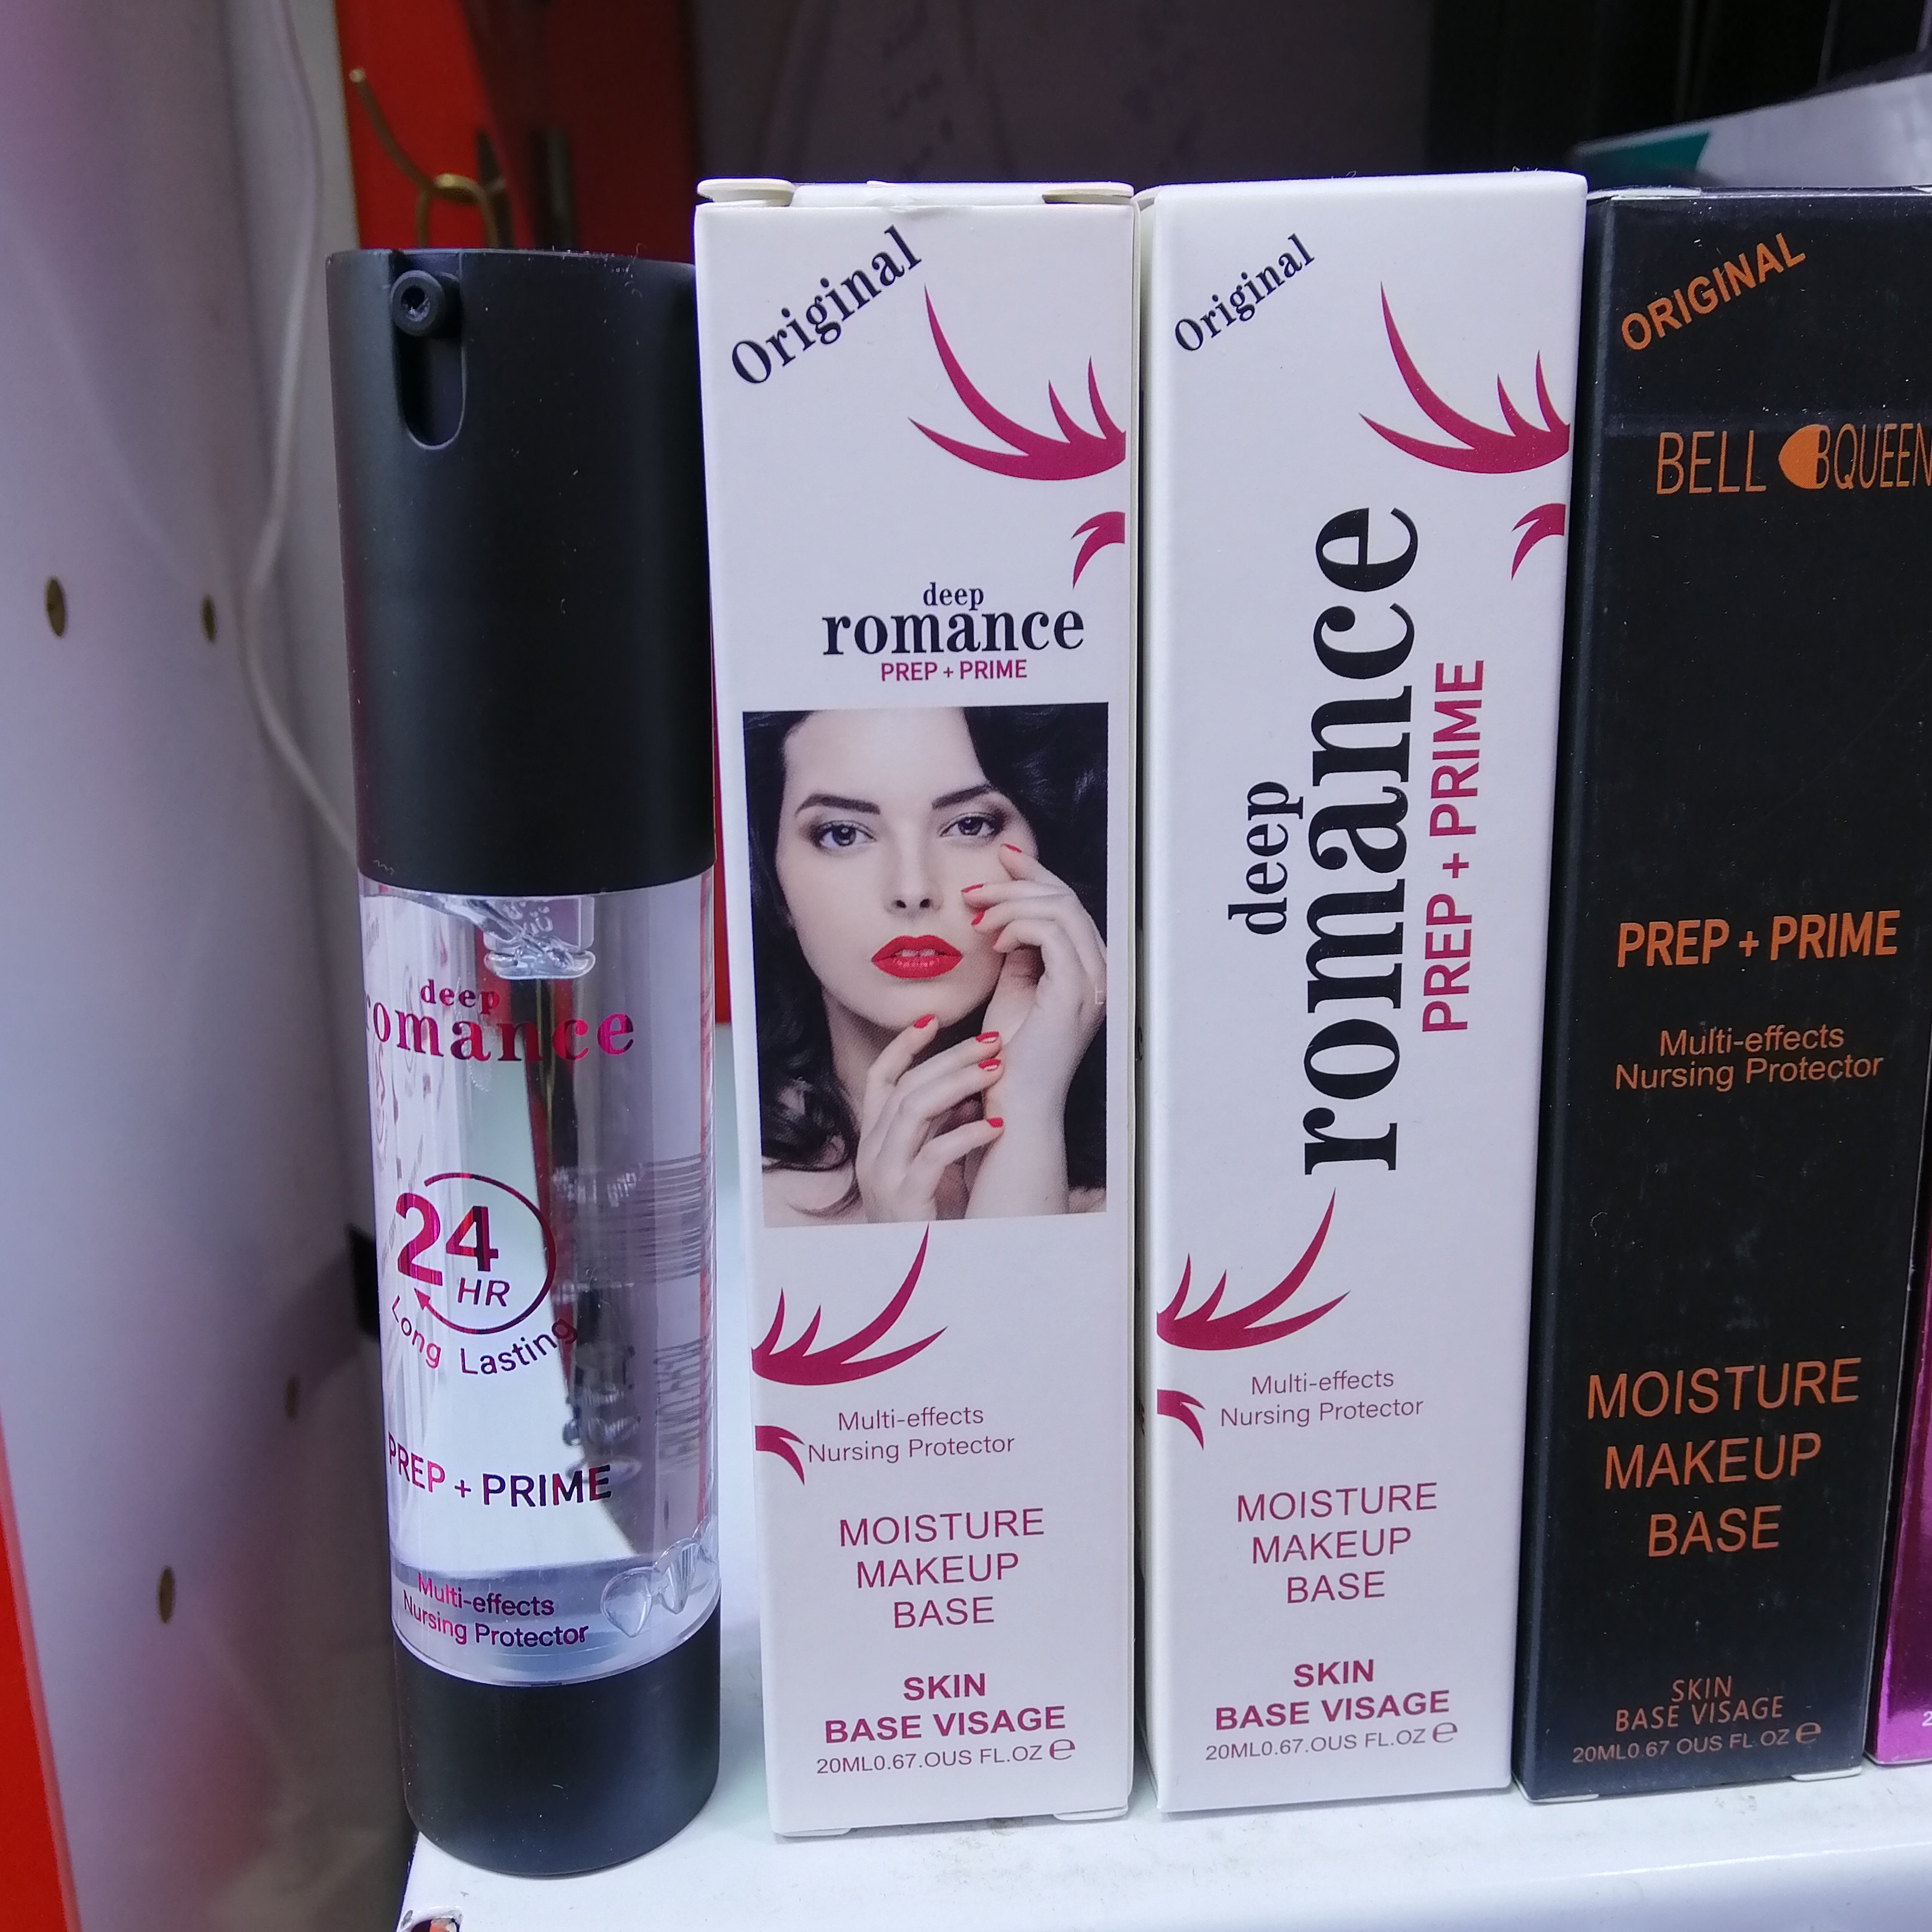 deep
romance
24
HR
Long Lasting
PREP + PRIME
Multi-effects
Nursing Protector
Original
deep
romance
PREP + PRIME
Multi-effects
Nursing Protector
MOISTURE
MAKEUP
BASE
SKIN
BASE VISAGE
20ML0.67.OUS FL.OZ e
Original
deep
romance
PREP + PRIME
Multi-effects
Nursing Protector
MOISTURE
MAKEUP
BASE
SKIN
BASE VISAGE
20ML0.67.OUS FL.OZ e
ORIGINAL
BELL BQUEEN
PREP + PRIME
Multi-effects
Nursing Protector
MOISTURE
MAKEUP
BASE
SKIN
BASE VISAGE
20ML0.67 OUS FL OZ e